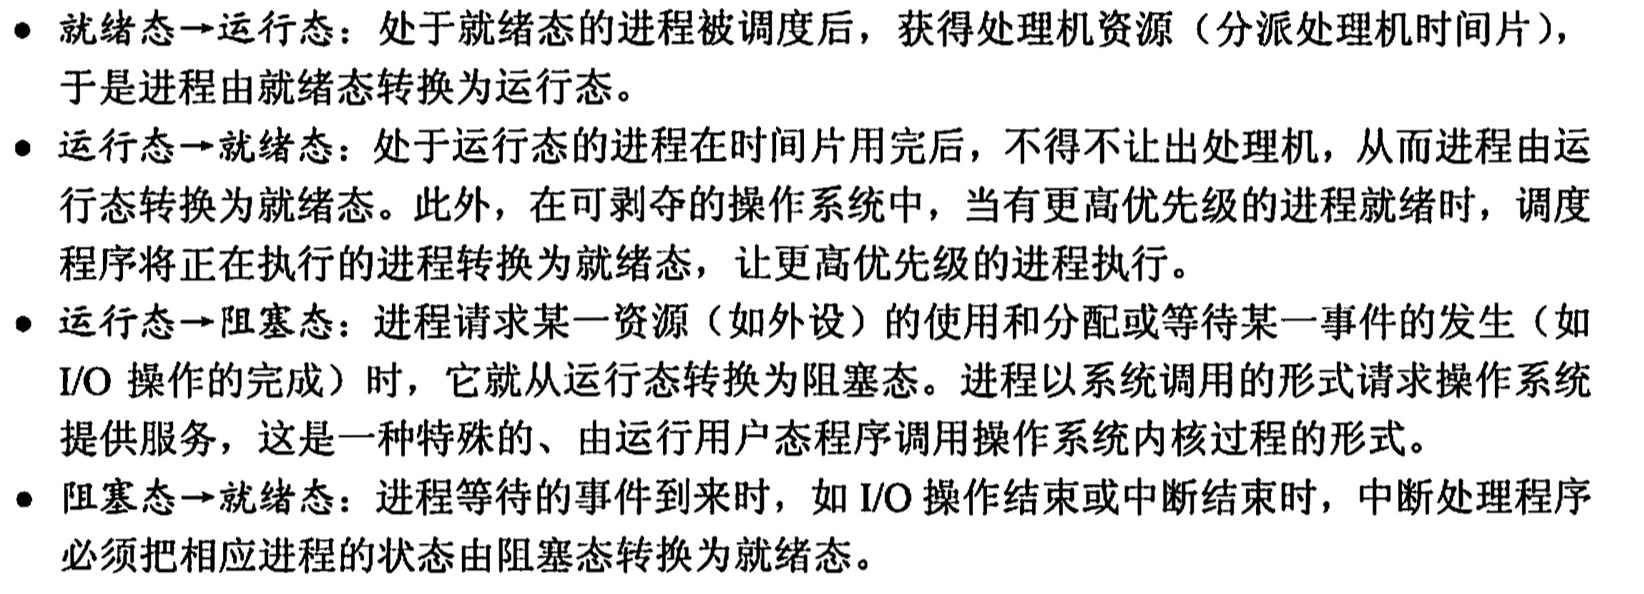 • 就绪态→运行态：处于就绪态的进程被调度后，获得处理机资源（分派处理机时间片），
于是进程由就绪态转换为运行态。
• 运行态→就绪态：处于运行态的进程在时间片用完后，不得不让出处理机，从而进程由运
行态转换为就绪态。此外，在可剥夺的操作系统中，当有更高优先级的进程就绪时，调度
程序将正在执行的进程转换为就绪态，让更高优先级的进程执行。
• 运行态→阻塞态：进程请求某一资源（如外设）的使用和分配或等待某一事件的发生（如
I/O 操作的完成）时，它就从运行态转换为阻塞态。进程以系统调用的形式请求操作系统
提供服务，这是一种特殊的、由运行用户态程序调用操作系统内核过程的形式。
• 阻塞态→就绪态：进程等待的事件到来时，如 I/O 操作结束或中断结束时，中断处理程序
必须把相应进程的状态由阻塞态转换为就绪态。